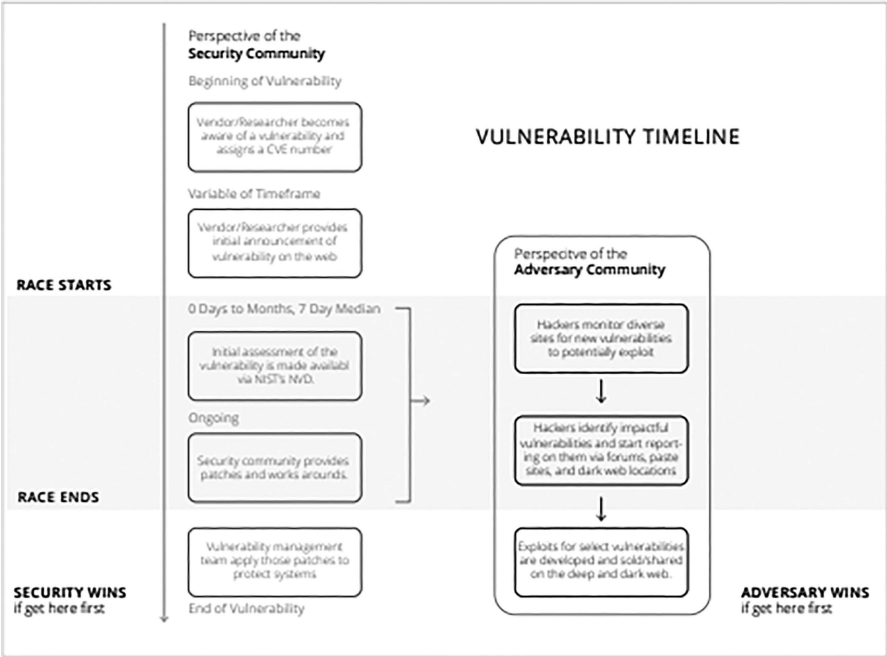 Perspective of the
Security Community
Beginning of Vulnerability
Vendor/Researcher becomes
aware of a vulnerability and
assigns a CVE number
VULNERABILITY TIMELINE
Variable of Timeframe
Vendor/Researcher provides
initial announcement of
vulnerability on the web
RACE STARTS
0 Days to Months, 7 Day Median
Initial assessment of the
vulnerability is made availabl
via NIST's NVD.
Ongoing
Security community provides
patches and works arounds.
RACE ENDS
Vulnerability management
team apply those patches to
protect systems
SECURITY WINS
if get here first
End of Vulnerability
Perspecitve of the
Adversary Community
Hackers monitor diverse
sites for new vulnerabilities
to potentially exploit
Hackers identify impactful
vulnerabilities and start report-
ing on them via forums, paste
sites, and dark web locations
Exploits for select vulnerabilities
are developed and sold/shared
on the deep and dark web.
ADVERSARY WINS
if get here first